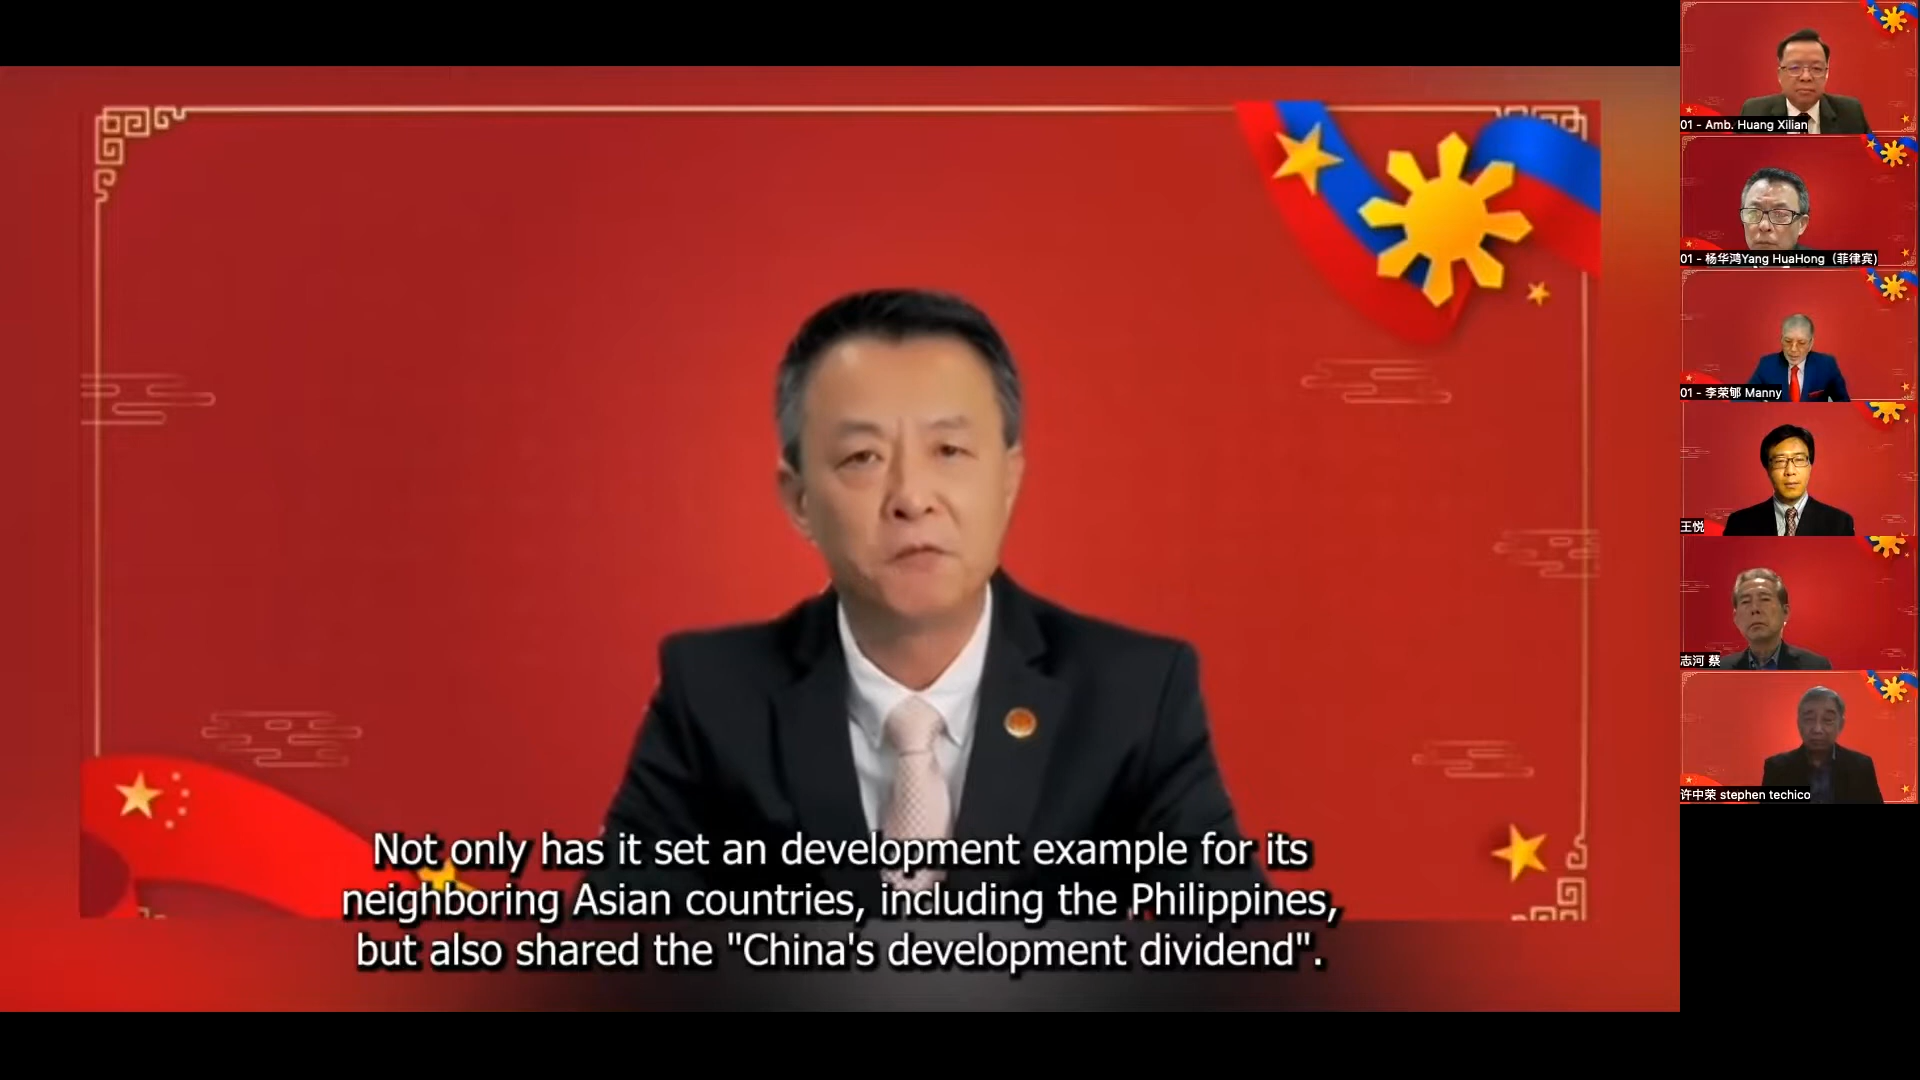 Not only has it set an development example for its
neighboring Asian countries, including the Philippines,
but also shared the "China's development dividend".
01 - Amb. Huang Xilian
01 - 杨华鸿Yang HuaHong（菲律宾）
01 - 李荣郇 Manny
王悦
志河 蔡
许中荣 stephen techico